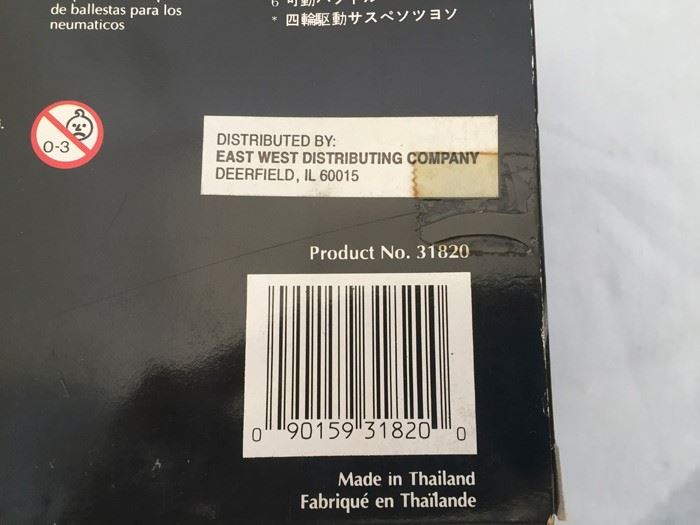 de ballestas para los
neumaticos
* 四輪駆動サスペンツヨソ
0-3
DISTRIBUTED BY:
EAST WEST DISTRIBUTING COMPANY
DEERFIELD, IL 60015
Product No. 31820
0 90159 31820 0
Made in Thailand
Fabriqué en Thaïlande